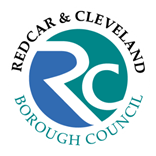 REDCAR & CLEVELAND
RC
BOROUGH COUNCIL